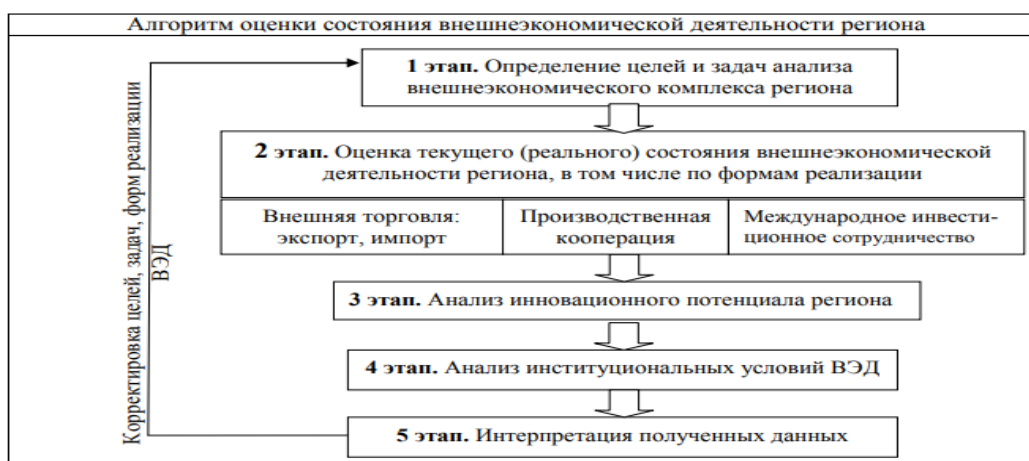 Алгоритм оценки состояния внешнеэкономической деятельности региона
1 этап. Определение целей и задач анализа
внешнеэкономического комплекса региона
2 этап. Оценка текущего (реального) состояния внешнеэкономической
деятельности региона, в том числе по формам реализации
Внешняя торговля:
экспорт, импорт
Производственная
кооперация
Международное инвести-
ционное сотрудничество
3 этап. Анализ инновационного потенциала региона
4 этап. Анализ институциональных условий ВЭД
5 этап. Интерпретация полученных данных
Корректировка целей, задач, форм реализации
ВЭД